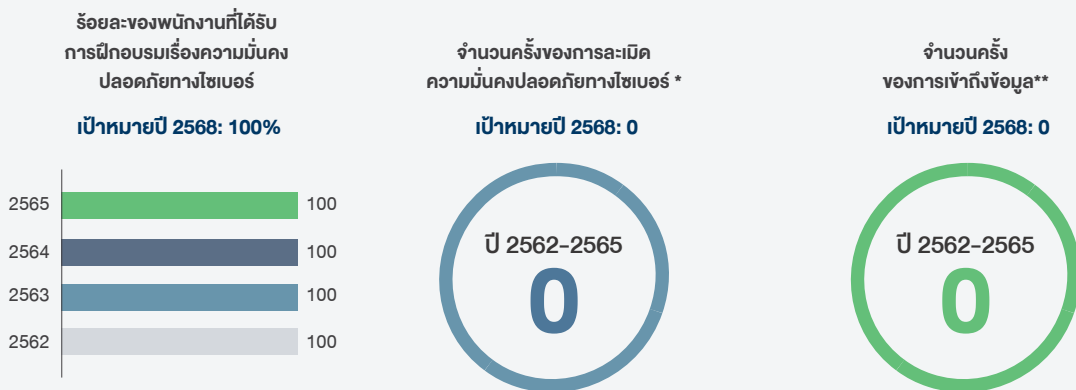 ร้อยละของพนักงานที่ได้รับ
การฝึกอบรมเรื่องความมั่นคง
ปลอดภัยทางไซเบอร์
เป้าหมายปี 2568: 100%
2565 100
2564 100
2563 100
2562 100
จำนวนครั้งของการละเมิด
ความมั่นคงปลอดภัยทางไซเบอร์ *
เป้าหมายปี 2568: 0
ปี 2562-2565
0
จำนวนครั้ง
ของการเข้าถึงข้อมูล**
เป้าหมายปี 2568: 0
ปี 2562-2565
0